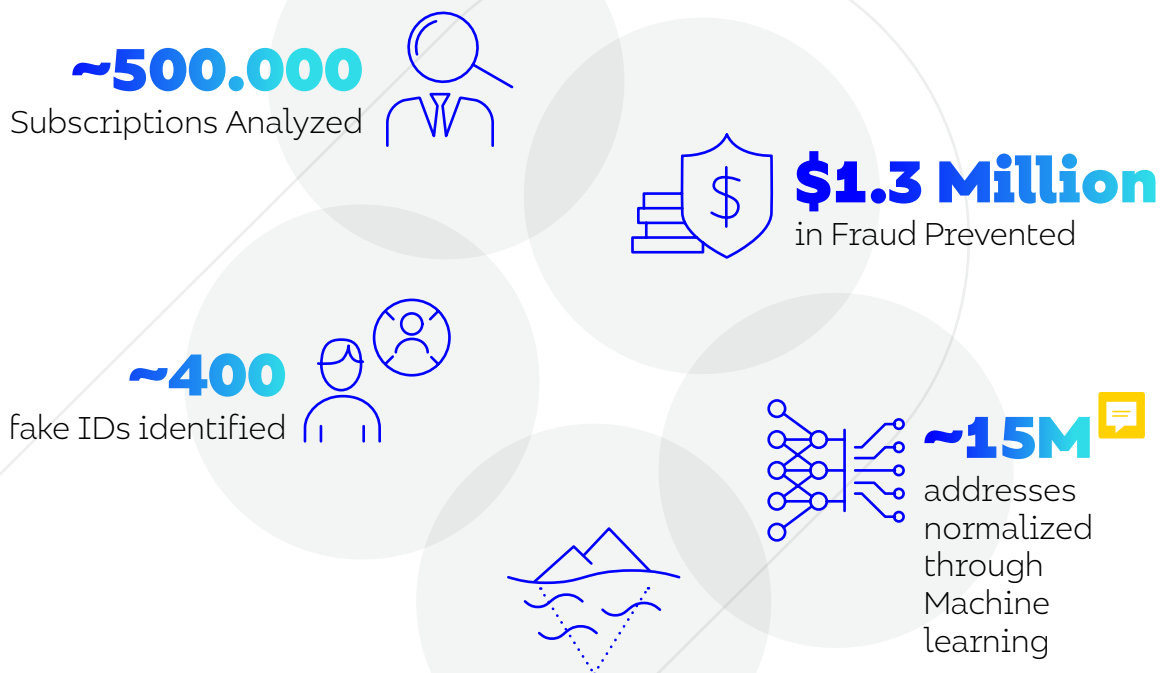 ~500.000
Subscriptions Analyzed
$1.3 Million
in Fraud Prevented
~400
fake IDs identified
~15M
addresses
normalized
through
Machine
learning